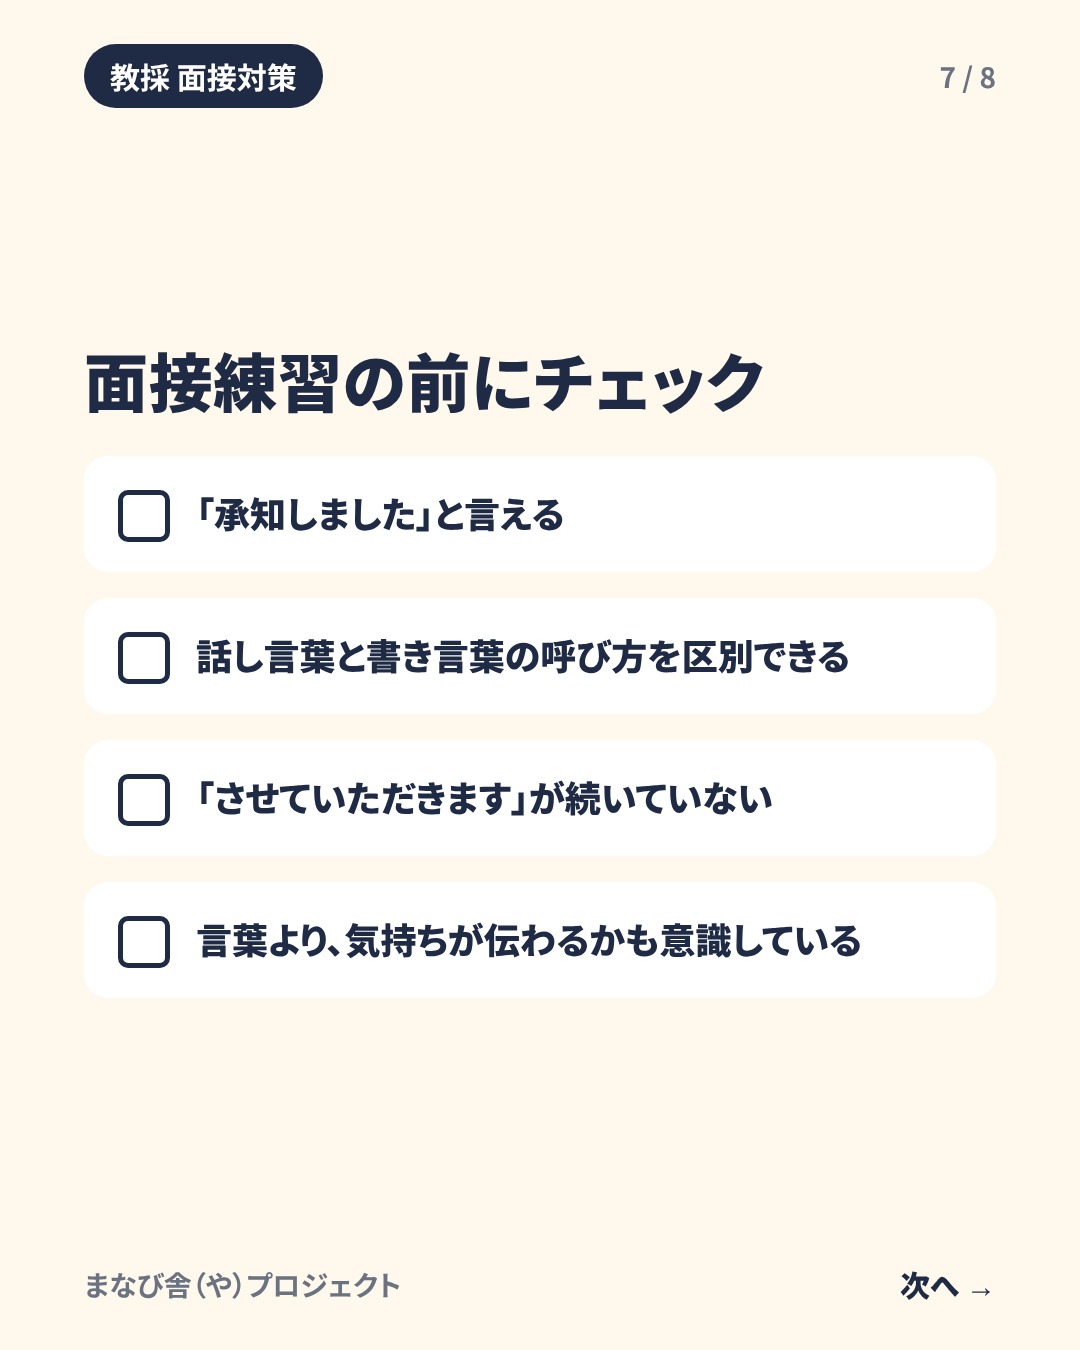 教採 面接対策
7 / 8
面接練習の前にチェック
「承知しました」と言える
話し言葉と書き言葉の呼び方を区別できる
「させていただきます」が続いていない
言葉より、気持ちが伝わるかも意識している
まなび舎（や）プロジェクト
次へ →